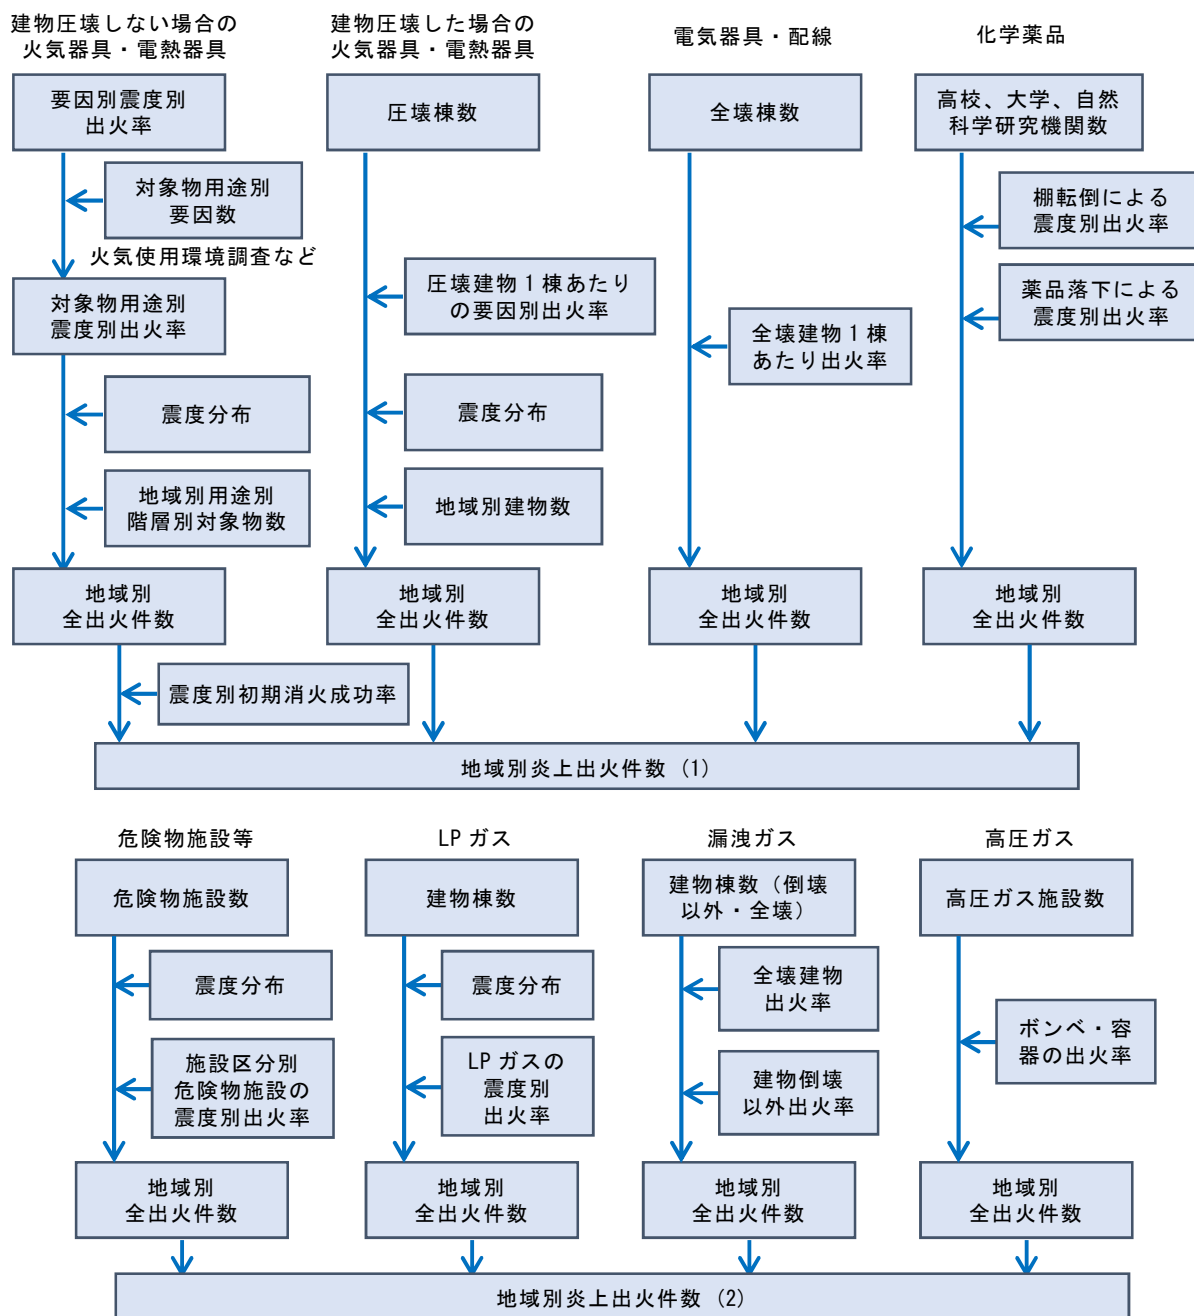 建物圧壊しない場合の
火気器具・電熱器具
要因別震度別
出火率
対象物用途別
要因数
火気使用環境調査など
対象物用途別
震度別出火率
震度分布
地域別用途別
階層別対象物数
地域別
全出火件数
震度別初期消火成功率
建物圧壊した場合の
火気器具・電熱器具
圧壊棟数
圧壊建物1棟あたり
の要因別出火率
震度分布
地域別建物数
地域別
全出火件数
電気器具・配線
全壊棟数
全壊建物1棟
あたり出火率
地域別
全出火件数
化学薬品
高校、大学、自然
科学研究機関数
棚転倒による
震度別出火率
薬品落下による
震度別出火率
地域別
全出火件数
地域別炎上出火件数 (1)
危険物施設等
危険物施設数
震度分布
施設区分別
危険物施設の
震度別出火率
地域別
全出火件数
LPガス
建物棟数
震度分布
LPガスの
震度別
出火率
地域別
全出火件数
漏洩ガス
建物棟数（倒壊
以外・全壊）
全壊建物
出火率
建物倒壊
以外出火率
地域別
全出火件数
高圧ガス
高圧ガス施設数
ボンベ・容
器の出火率
地域別
全出火件数
地域別炎上出火件数 (2)